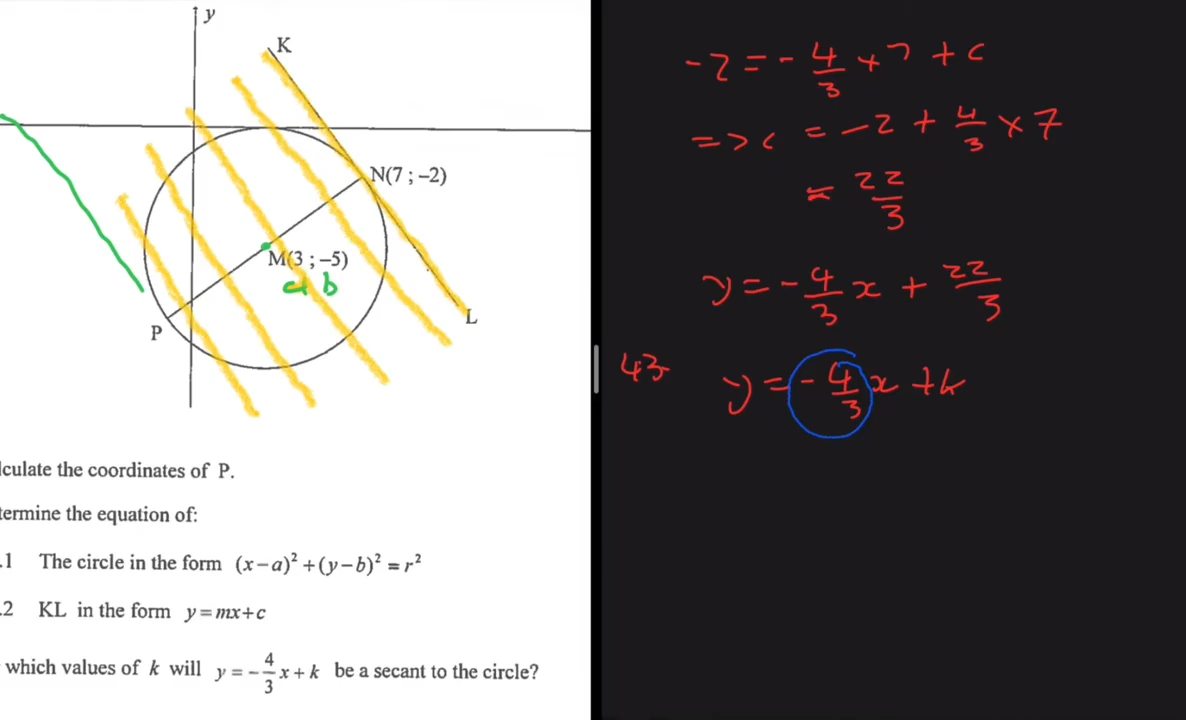 y
K
N(7 ; –2)
M(3 ; –5)
a b
L
P
lculate the coordinates of P.
termine the equation of:
.1 The circle in the form (x–a)² +(y–b)² = r²
.2 KL in the form y=mx+c
which values of k will y = –4/3 x + k be a secant to the circle?
-2 = - 4/3 × 7 + c
=> c = -2 + 4/3 × 7
= 22/3
y = - 4/3 x + 22/3
43 y = - 4/3 x + k